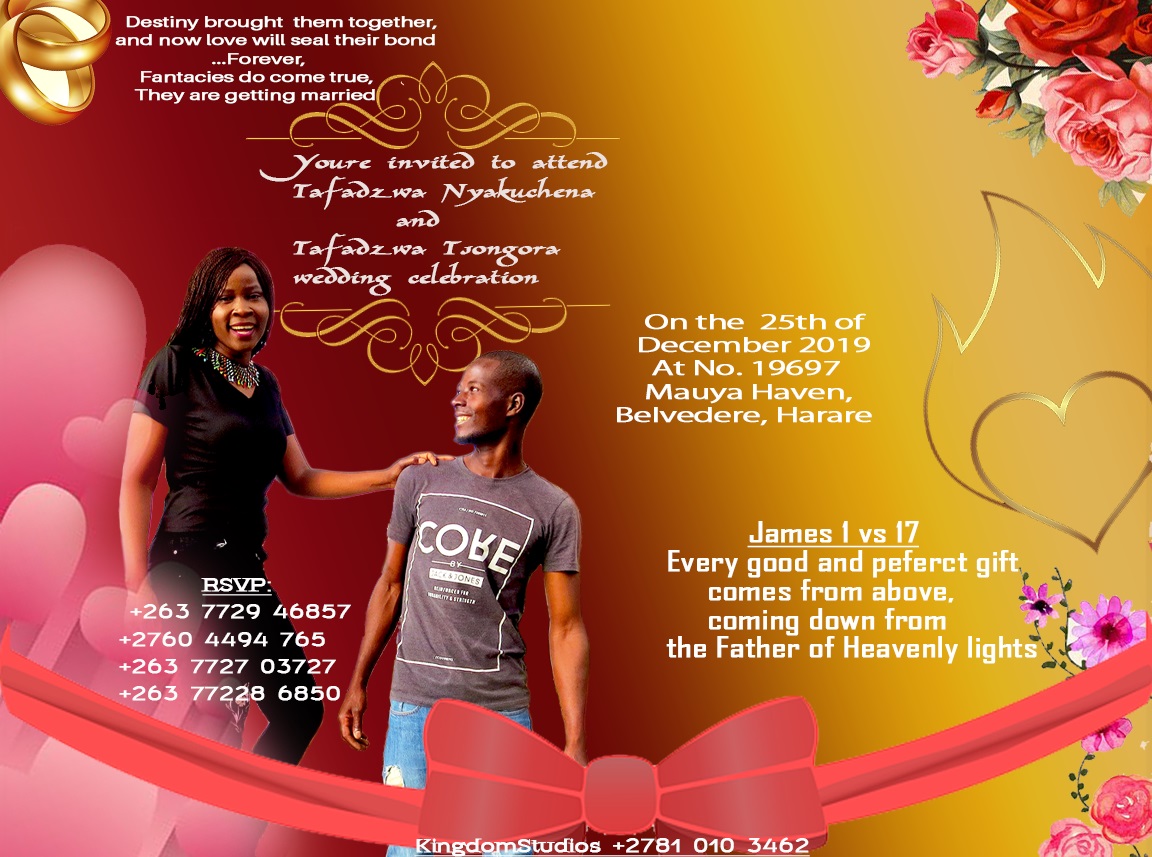 Destiny brought them together,
and now love will seal their bond
...Forever,
Fantacies do come true,
They are getting married
Youre invited to attend
Tafadzwa Nyakuchena
and
Tafadzwa Tsongora
wedding celebration
On the 25th of
December 2019
At No. 19697
Mauya Haven,
Belvedere, Harare
CORE
BY
JACK & JONES
James 1 vs 17
Every good and peferct gift
comes from above,
coming down from
the Father of Heavenly lights
RSVP:
+263 7729 46857
+2760 4494 765
+263 7727 03727
+263 77228 6850
KingdomStudios +2781 010 3462